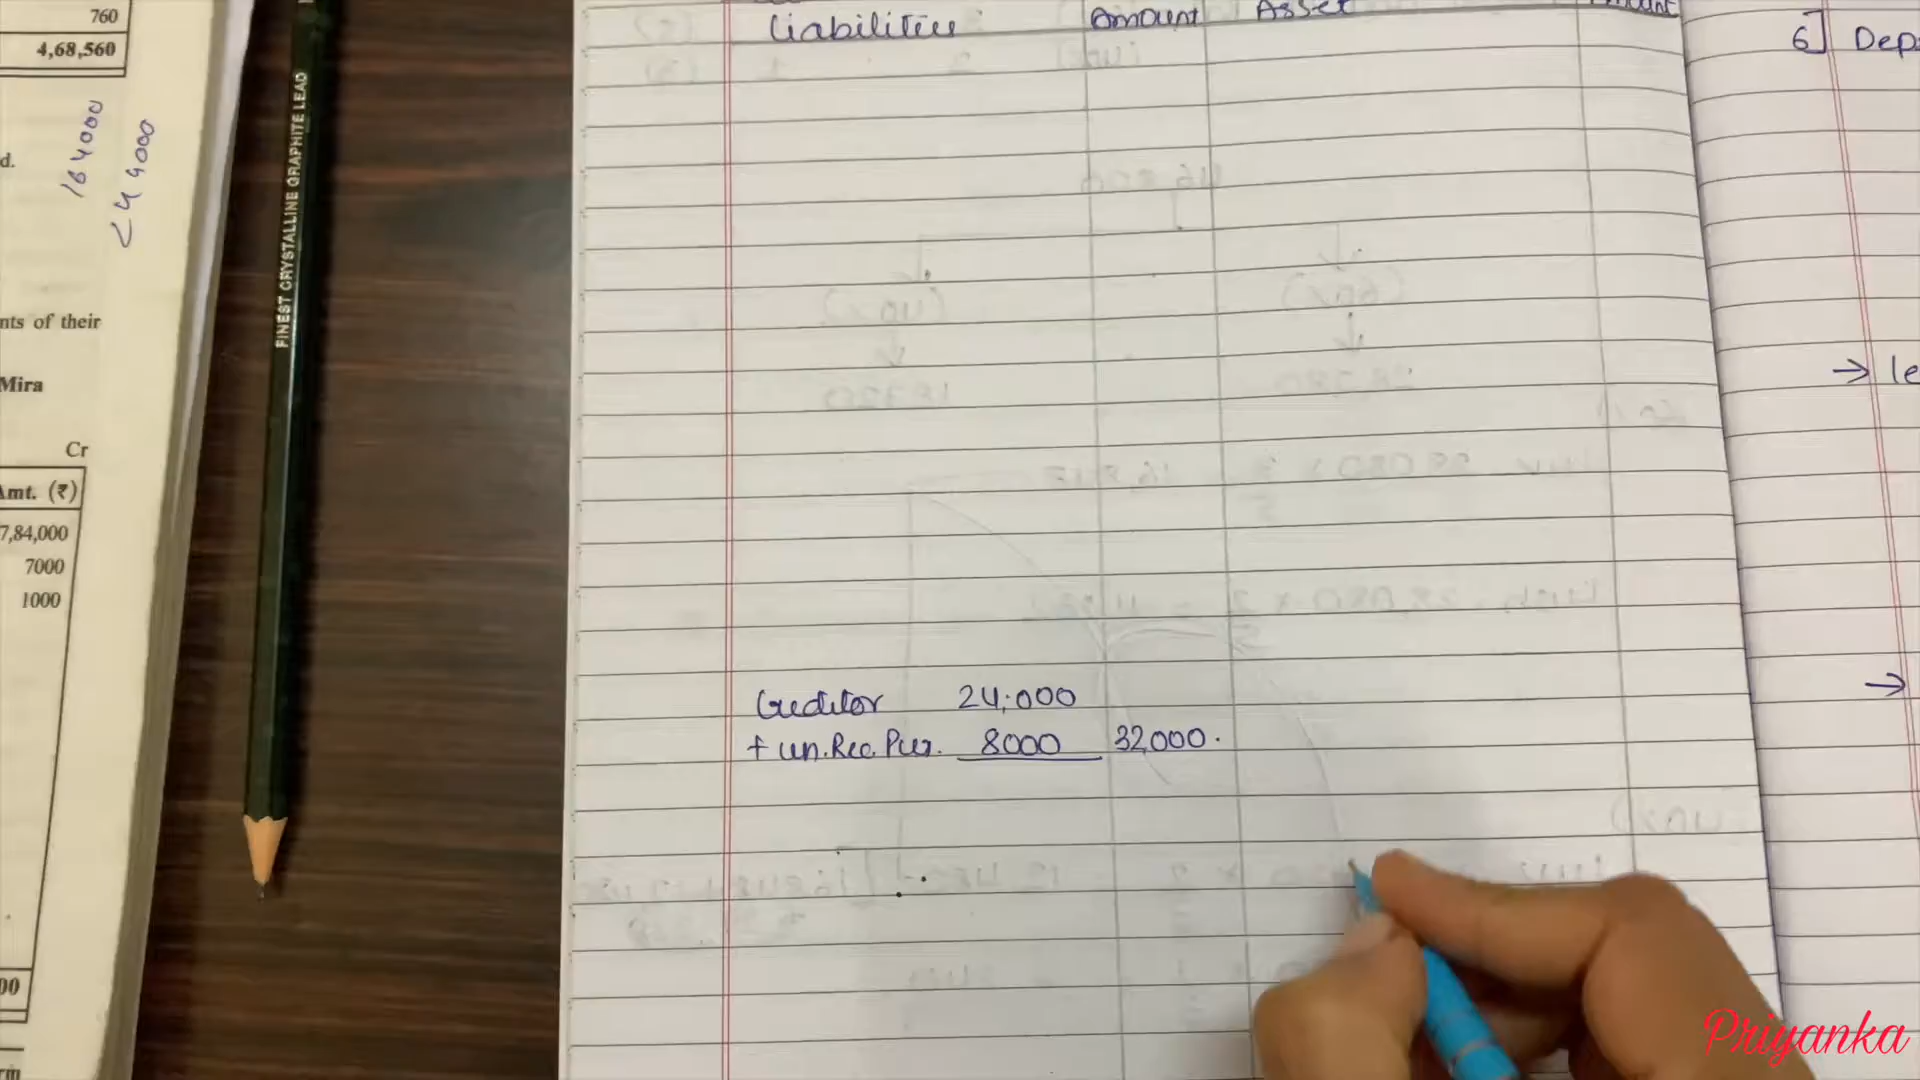 760
4,68,560
164000
d.
nts of their
Mira
Cr
Amt. (₹)
7,84,000
7000
1000
00
rm
FINEST CRYSTALLINE GRAPHITE LEAD
Liabilities Amount Asset
Creditor 24,000
+ un.Rec.Pur. 8000 32,000.
6] Dep
→ le
→
Priyanka